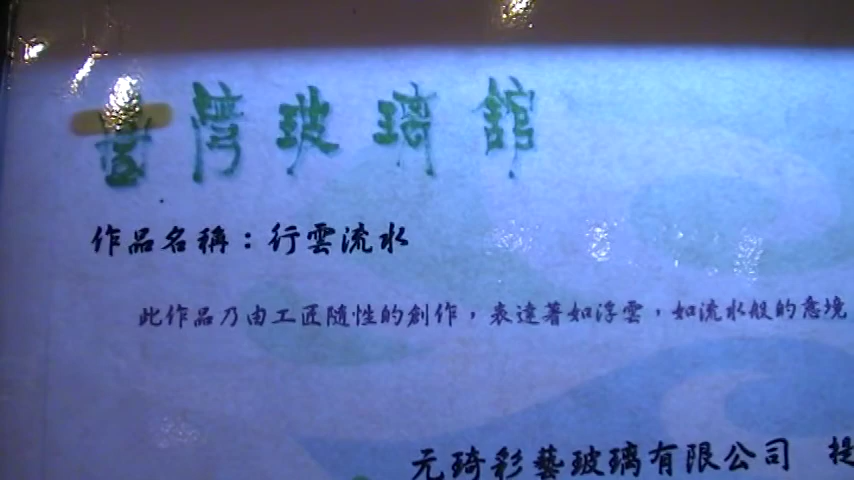 臺灣玻璃館
作品名稱：行雲流水
此作品乃由工匠隨性的創作，表達著如浮雲，如流水般的意境
元琦彩藝玻璃有限公司 提